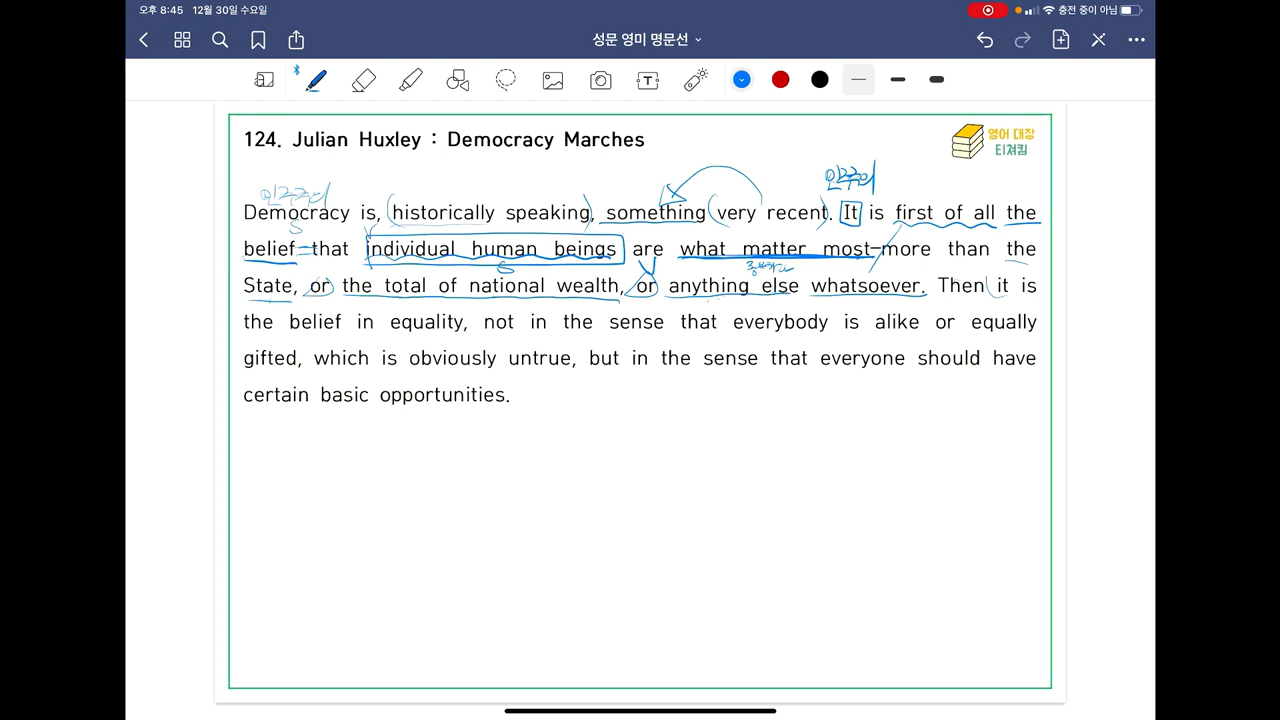 오후 8:45 12월 30일 수요일
충전 중이 아님
성문 영미 명문선
124. Julian Huxley : Democracy Marches
영어 대장
티쳐킴
민주주의
민주주의
Democracy is, historically speaking, something very recent. It is first of all the
S
belief = that individual human beings are what matter most—more than the
S V
중요하다
State, or the total of national wealth, or anything else whatsoever. Then it is
the belief in equality, not in the sense that everybody is alike or equally
gifted, which is obviously untrue, but in the sense that everyone should have
certain basic opportunities.